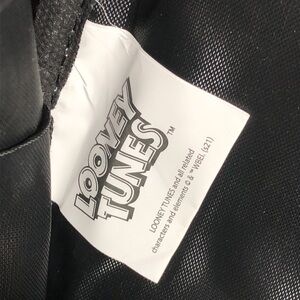 LOONEY
TUNES ™
LOONEY TUNES and all related
characters and elements © & ™ WBEI. (s21)